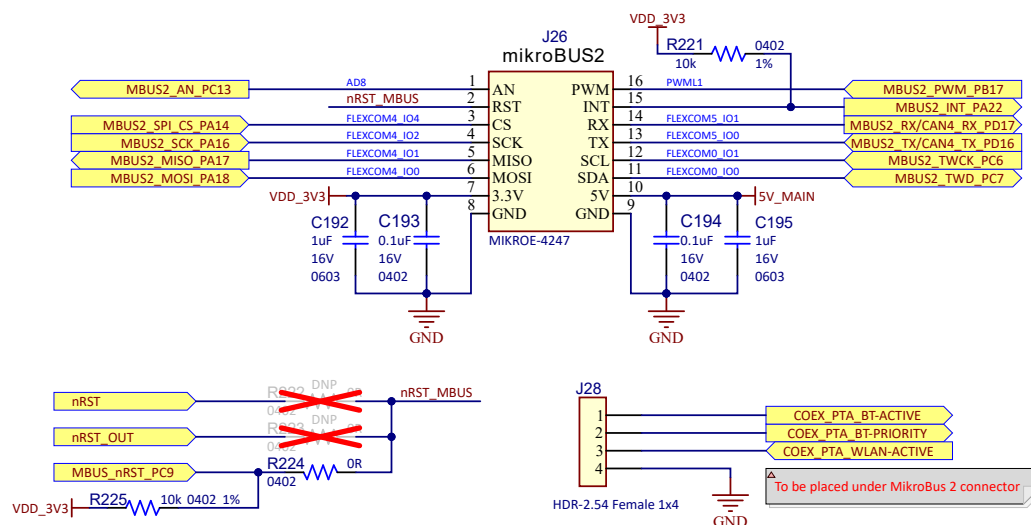 VDD_3V3
R221
0402
10k
1%
J26
mikroBUS2
MBUS2_AN_PC13
AD8
1
AN
PWM
16
PWML1
MBUS2_PWM_PB17
nRST_MBUS
2
RST
INT
15
MBUS2_INT_PA22
MBUS2_SPI_CS_PA14
FLEXCOM4_IO4
3
CS
RX
14
FLEXCOM5_IO1
MBUS2_RX/CAN4_RX_PD17
MBUS2_SCK_PA16
FLEXCOM4_IO2
4
SCK
TX
13
FLEXCOM5_IO0
MBUS2_TX/CAN4_TX_PD16
MBUS2_MISO_PA17
FLEXCOM4_IO1
5
MISO
SCL
12
FLEXCOM0_IO1
MBUS2_TWCK_PC6
MBUS2_MOSI_PA18
FLEXCOM4_IO0
6
MOSI
SDA
11
FLEXCOM0_IO0
MBUS2_TWD_PC7
VDD_3V3
7
3.3V
5V
10
5V_MAIN
8
GND
GND
9
MIKROE-4247
C192
1uF
16V
0603
C193
0.1uF
16V
0402
C194
0.1uF
16V
0402
C195
1uF
16V
0603
GND
GND
nRST
DNP
0402
nRST_MBUS
nRST_OUT
DNP
0402
MBUS_nRST_PC9
R224
0R
0402
VDD_3V3
R225
10k 0402 1%
J28
1
COEX_PTA_BT-ACTIVE
2
COEX_PTA_BT-PRIORITY
3
COEX_PTA_WLAN-ACTIVE
4
HDR-2.54 Female 1x4
GND
To be placed under MikroBus 2 connector